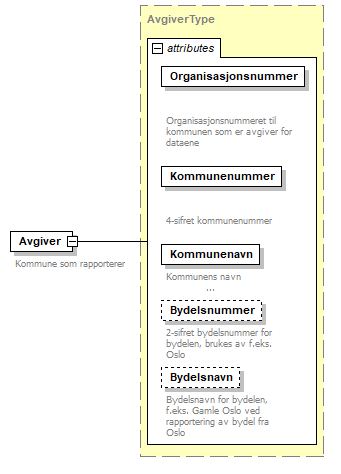 AvgiverType
attributes
Organisasjonsnummer
Organisasjonsnummeret til
kommunen som er avgiver for
dataene
Kommunenummer
4-sifret kommunenummer
Avgiver
Kommune som rapporterer
Kommunenavn
Kommunens navn
...
Bydelsnummer
2-sifret bydelsnummer for
bydelen, brukes av f.eks.
Oslo
Bydelsnavn
Bydelsnavn for bydelen,
f.eks. Gamle Oslo ved
rapportering av bydel fra
Oslo